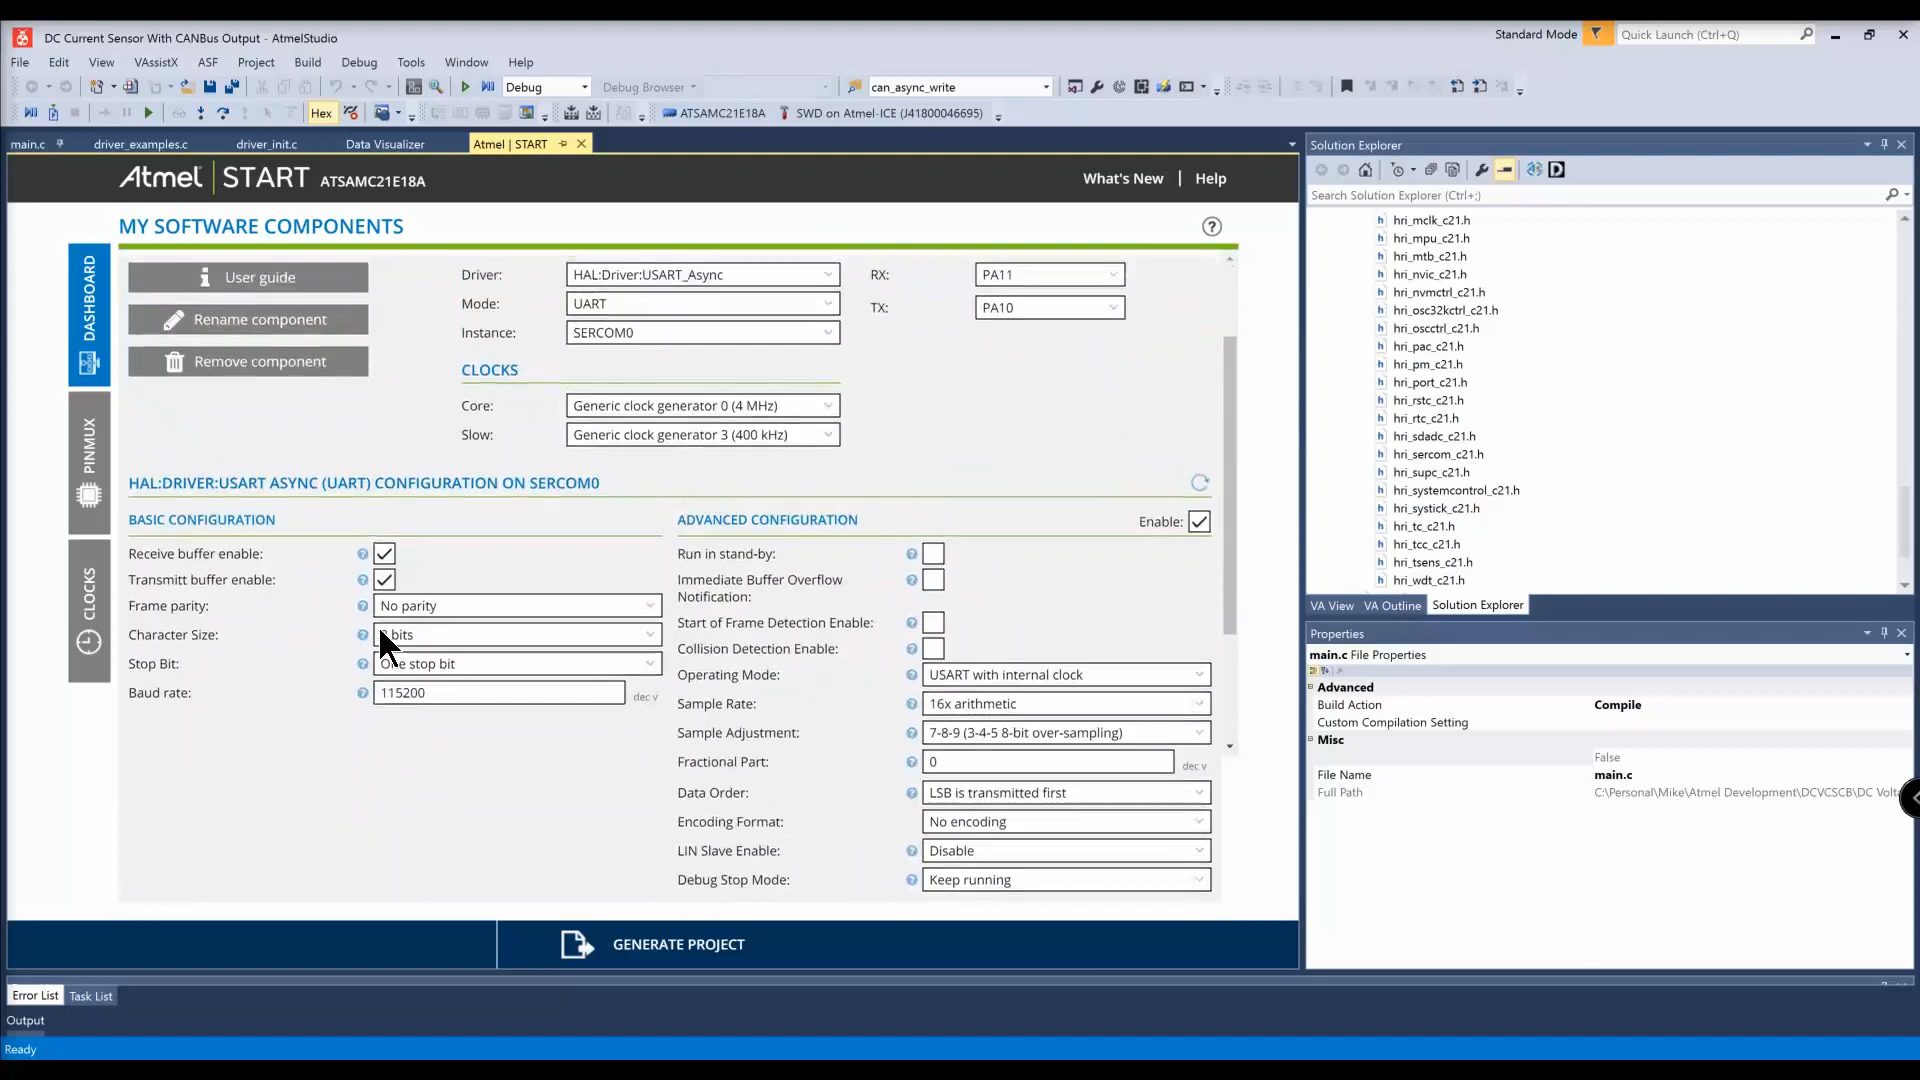 DC Current Sensor With CANBus Output - AtmelStudio
Standard Mode
Quick Launch (Ctrl+Q)
File Edit View VAssistX ASF Project Build Debug Tools Window Help
Debug
Debug Browser
can_async_write
Hex
ATSAMC21E18A
SWD on Atmel-ICE (J41800046695)
main.c
driver_examples.c
driver_init.c
Data Visualizer
Atmel | START
Atmel START ATSAMC21E18A
What's New | Help
MY SOFTWARE COMPONENTS
DASHBOARD
PINMUX
CLOCKS
User guide
Rename component
Remove component
Driver: HAL:Driver:USART_Async
Mode: UART
Instance: SERCOM0
RX: PA11
TX: PA10
CLOCKS
Core: Generic clock generator 0 (4 MHz)
Slow: Generic clock generator 3 (400 kHz)
HAL:DRIVER:USART ASYNC (UART) CONFIGURATION ON SERCOM0
BASIC CONFIGURATION
Receive buffer enable:
Transmitt buffer enable:
Frame parity: No parity
Character Size: bits
Stop Bit: One stop bit
Baud rate: 115200 dec
ADVANCED CONFIGURATION
Enable:
Run in stand-by:
Immediate Buffer Overflow
Notification:
Start of Frame Detection Enable:
Collision Detection Enable:
Operating Mode: USART with internal clock
Sample Rate: 16x arithmetic
Sample Adjustment: 7-8-9 (3-4-5 8-bit over-sampling)
Fractional Part: 0 dec
Data Order: LSB is transmitted first
Encoding Format: No encoding
LIN Slave Enable: Disable
Debug Stop Mode: Keep running
GENERATE PROJECT
Solution Explorer
Search Solution Explorer (Ctrl+;)
hri_mclk_c21.h
hri_mpu_c21.h
hri_mtb_c21.h
hri_nvic_c21.h
hri_nvmctrl_c21.h
hri_osc32kctrl_c21.h
hri_oscctrl_c21.h
hri_pac_c21.h
hri_pm_c21.h
hri_port_c21.h
hri_rstc_c21.h
hri_rtc_c21.h
hri_sdadc_c21.h
hri_sercom_c21.h
hri_supc_c21.h
hri_systemcontrol_c21.h
hri_systick_c21.h
hri_tc_c21.h
hri_tcc_c21.h
hri_tsens_c21.h
hri_wdt_c21.h
VA View
VA Outline
Solution Explorer
Properties
main.c File Properties
Advanced
Build Action Compile
Custom Compilation Setting
Misc
False
File Name main.c
Full Path C:\Personal\Mike\Atmel Development\DCVCSCB\DC Volta
Error List
Task List
Output
Ready